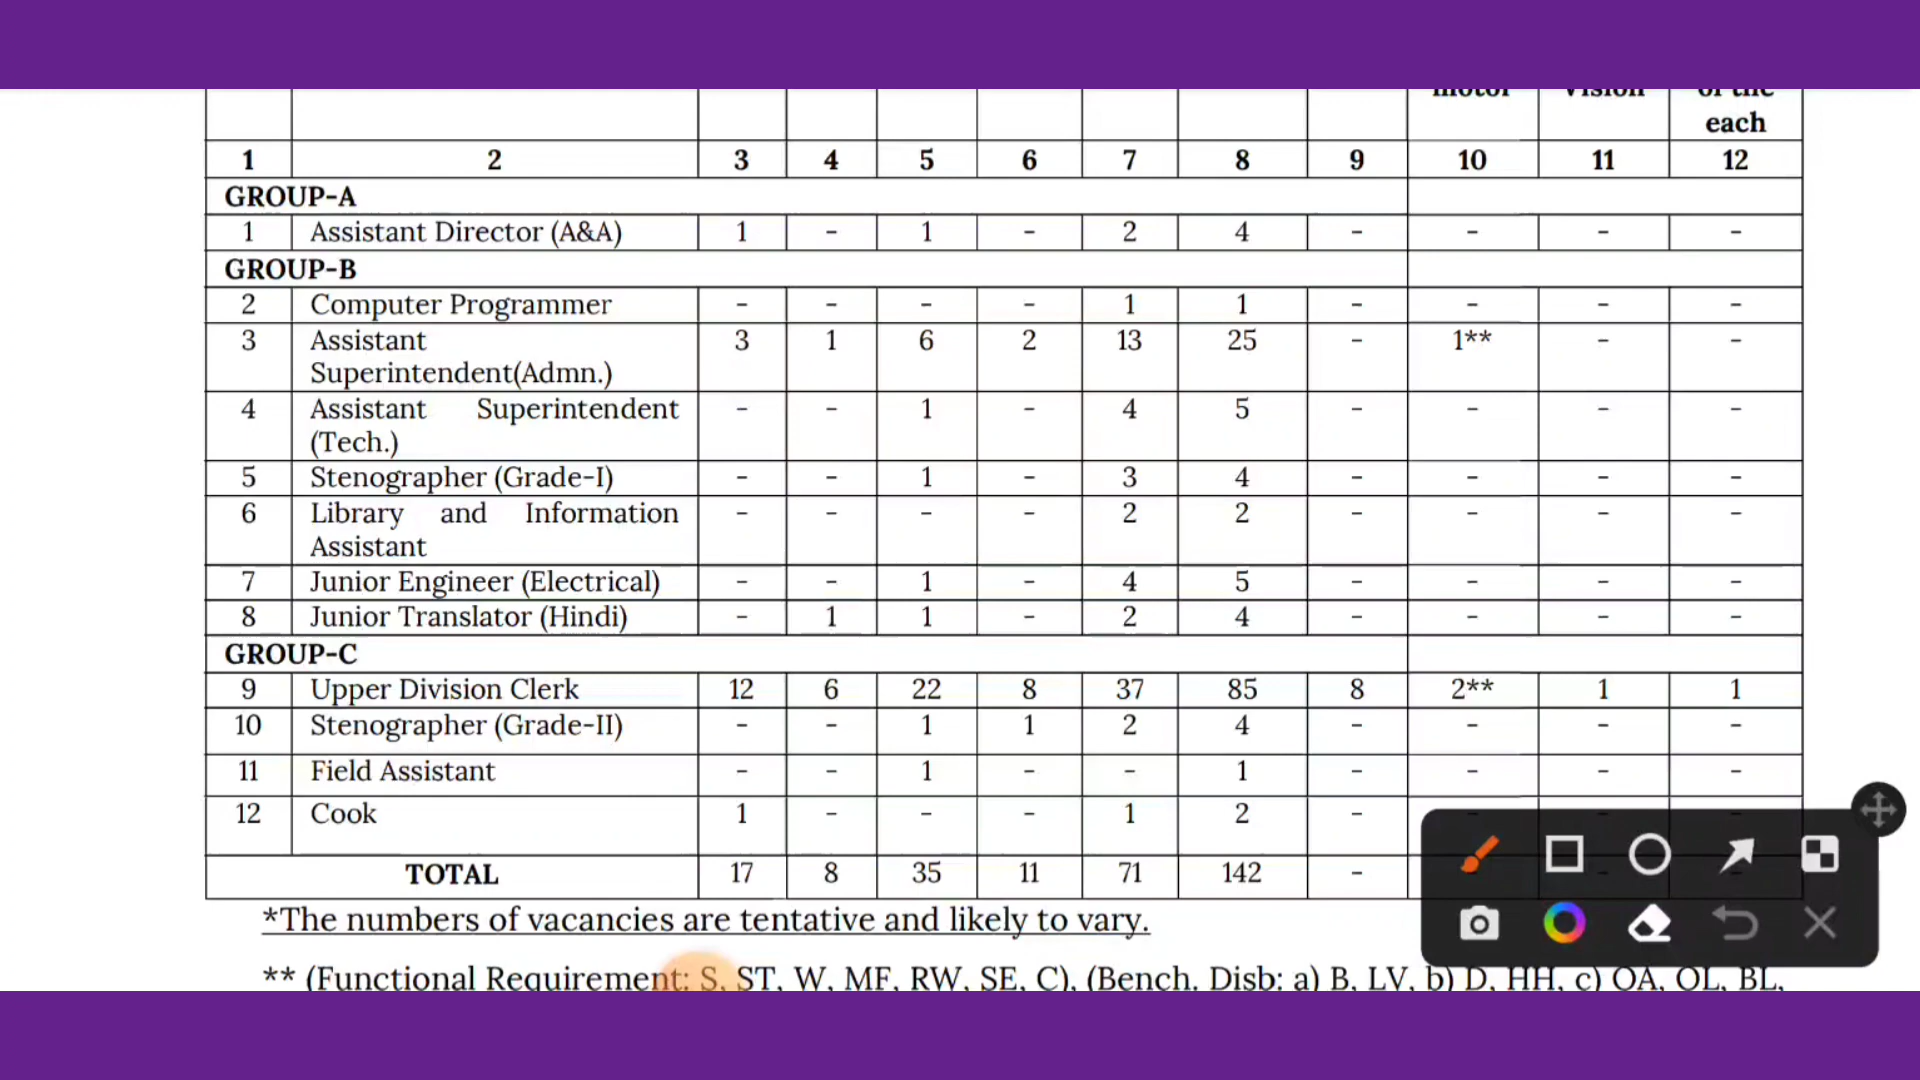 motor Vision of the
each
1 2 3 4 5 6 7 8 9 10 11 12
GROUP-A
1 Assistant Director (A&A) 1 - 1 - 2 4 - - - -
GROUP-B
2 Computer Programmer - - - - 1 1 - - - -
3 Assistant 3 1 6 2 13 25 - 1** - -
Superintendent(Admn.)
4 Assistant Superintendent - - 1 - 4 5 - - - -
(Tech.)
5 Stenographer (Grade-I) - - 1 - 3 4 - - - -
6 Library and Information - - - - 2 2 - - - -
Assistant
7 Junior Engineer (Electrical) - - 1 - 4 5 - - - -
8 Junior Translator (Hindi) - 1 1 - 2 4 - - - -
GROUP-C
9 Upper Division Clerk 12 6 22 8 37 85 8 2** 1 1
10 Stenographer (Grade-II) - - 1 1 2 4 - - - -
11 Field Assistant - - 1 - - 1 - - - -
12 Cook 1 - - - 1 2 - - - -
TOTAL 17 8 35 11 71 142 - - - -
*The numbers of vacancies are tentative and likely to vary.
** (Functional Requirement: S, ST, W, MF, RW, SE, C), (Bench. Disb: a) B, LV, b) D, HH, c) OA, OL, BL,